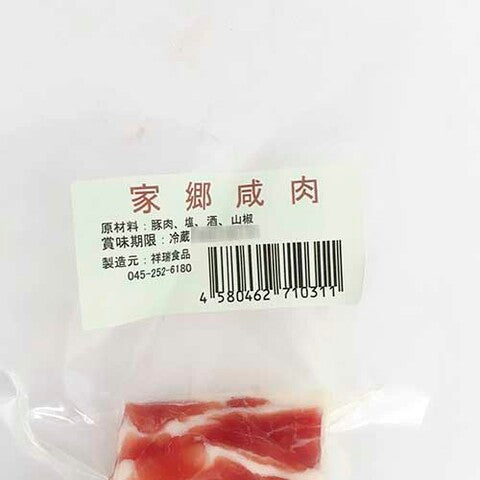 家郷咸肉
原材料：豚肉、塩、酒、山椒
賞味期限：冷蔵
製造元：祥瑞食品
045-252-6180
4 580462 710311